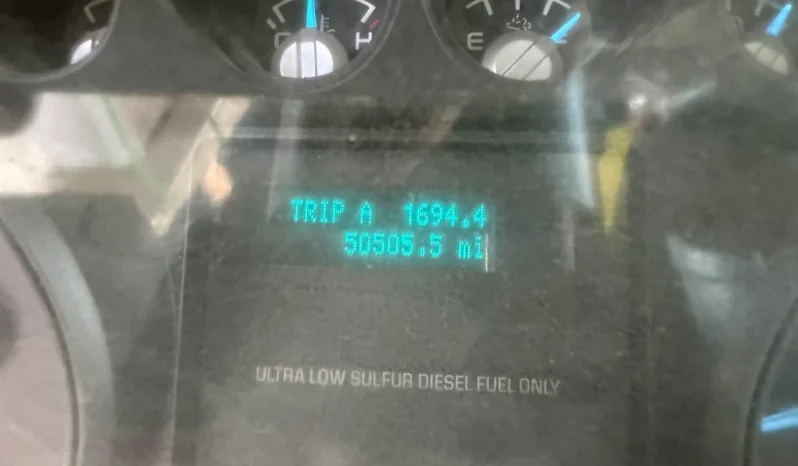 C H
E F
TRIP A 1694.4
50505.5 mi
ULTRA LOW SULFUR DIESEL FUEL ONLY